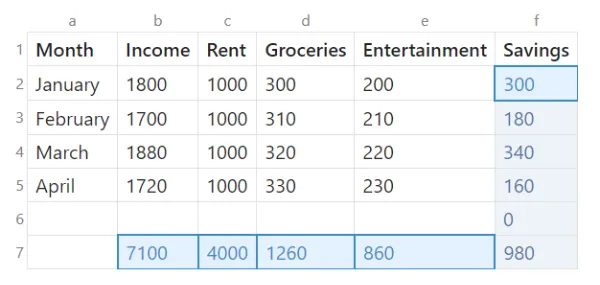 a b c d e f
1 Month Income Rent Groceries Entertainment Savings
2 January 1800 1000 300 200 300
3 February 1700 1000 310 210 180
4 March 1880 1000 320 220 340
5 April 1720 1000 330 230 160
6 0
7 7100 4000 1260 860 980